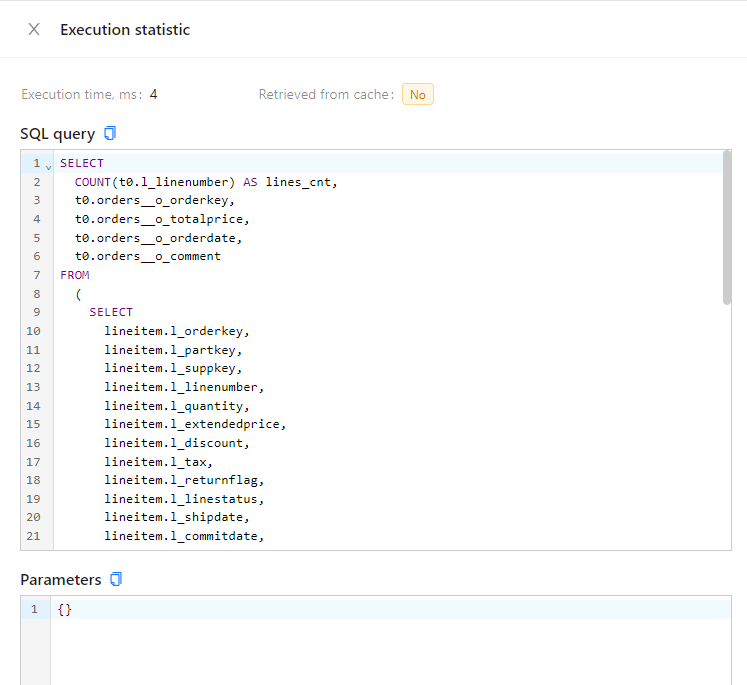 Execution statistic
Execution time, ms: 4 Retrieved from cache: No
SQL query
1 SELECT
2 COUNT(t0.l_linenumber) AS lines_cnt,
3 t0.orders__o_orderkey,
4 t0.orders__o_totalprice,
5 t0.orders__o_orderdate,
6 t0.orders__o_comment
7 FROM
8 (
9 SELECT
10 lineitem.l_orderkey,
11 lineitem.l_partkey,
12 lineitem.l_suppkey,
13 lineitem.l_linenumber,
14 lineitem.l_quantity,
15 lineitem.l_extendedprice,
16 lineitem.l_discount,
17 lineitem.l_tax,
18 lineitem.l_returnflag,
19 lineitem.l_linestatus,
20 lineitem.l_shipdate,
21 lineitem.l_commitdate,
Parameters
1 {}